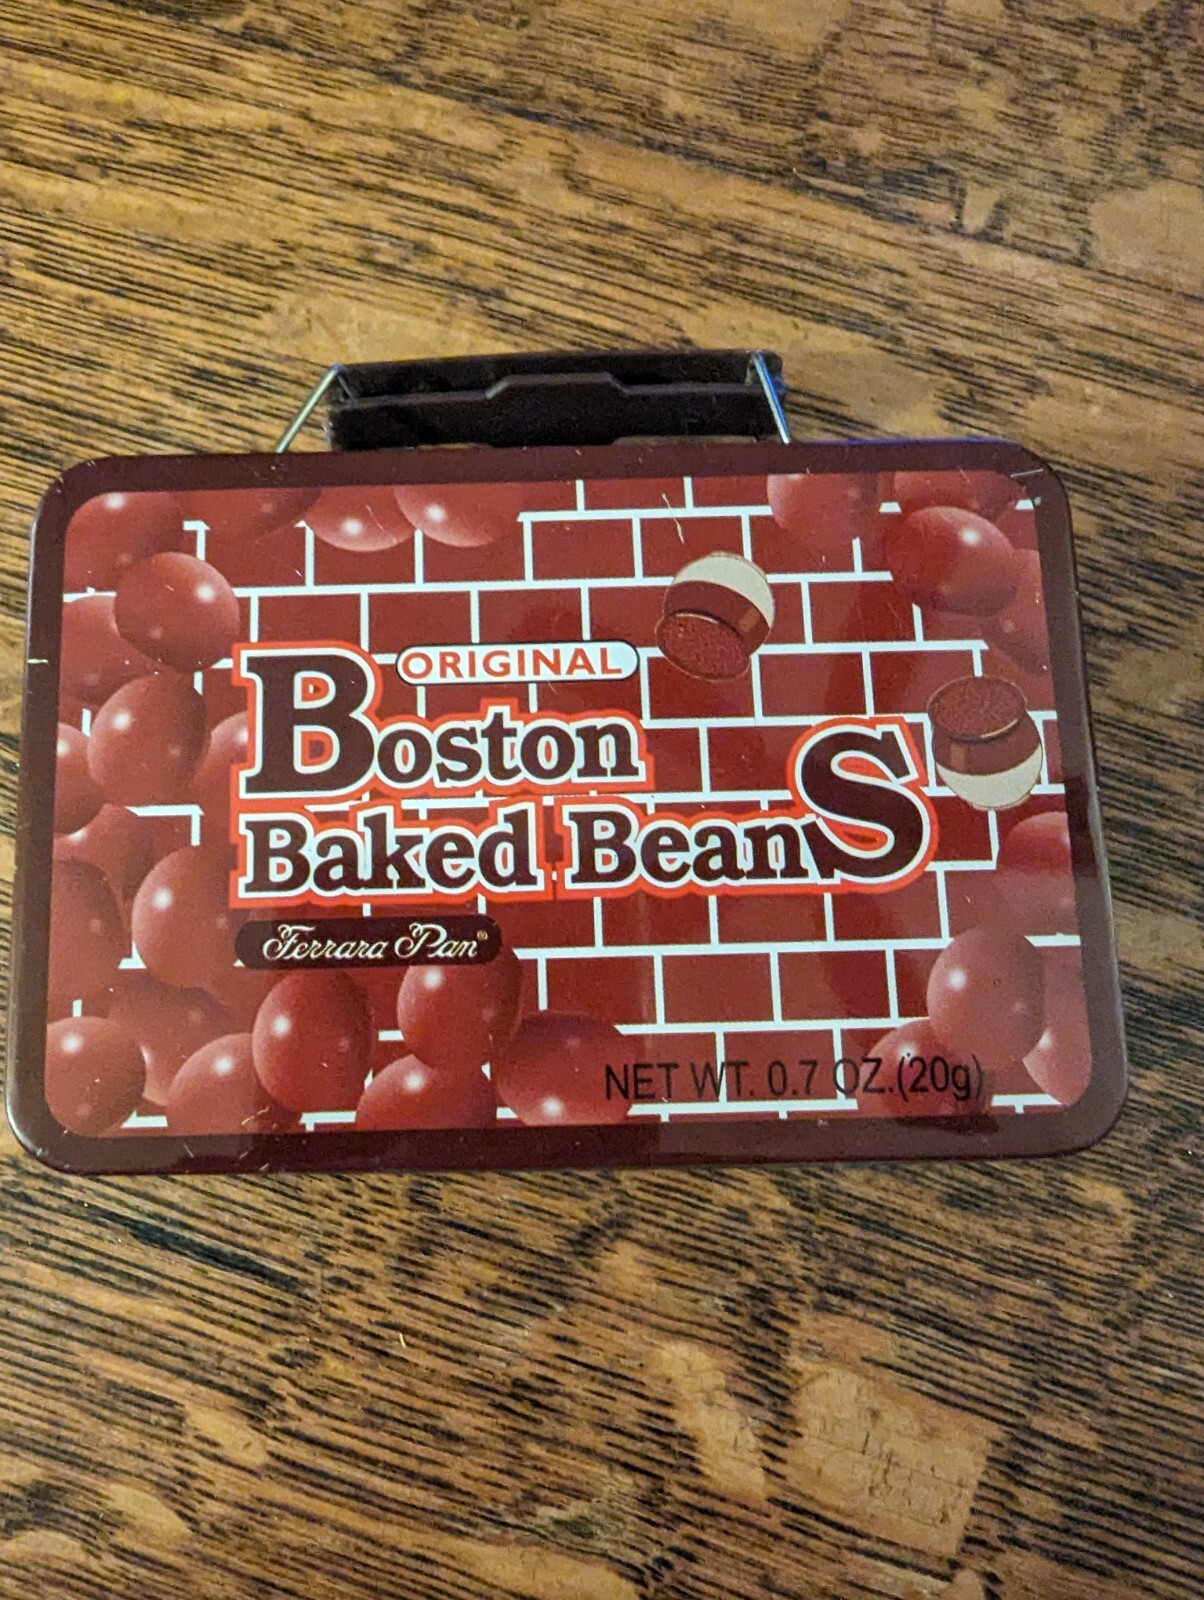 ORIGINAL
Boston
Baked BeanS
Ferrara Pan®
NET WT. 0.7 OZ.(20g)